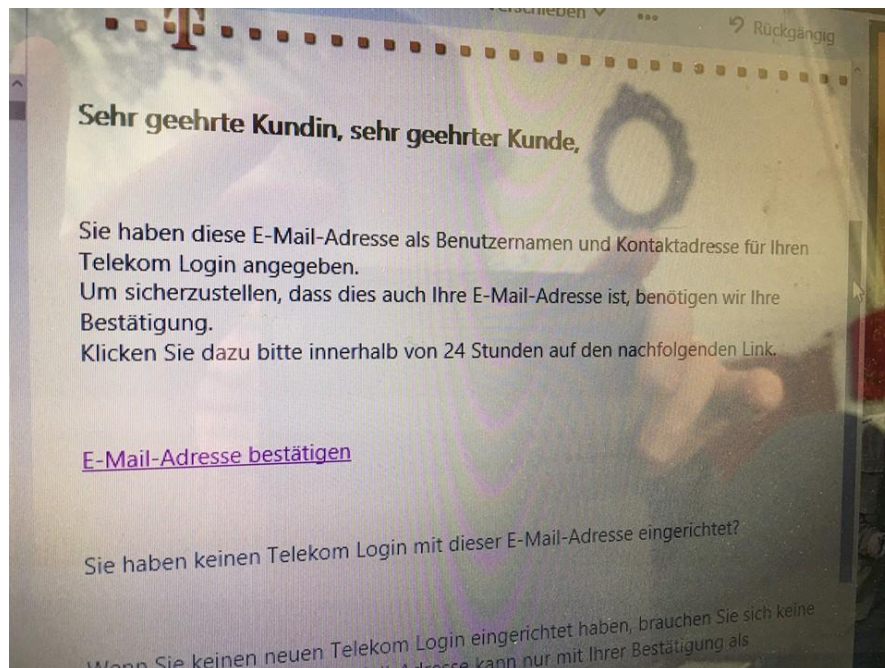 T
Rückgängig
Sehr geehrte Kundin, sehr geehrter Kunde,
Sie haben diese E-Mail-Adresse als Benutzernamen und Kontaktadresse für Ihren
Telekom Login angegeben.
Um sicherzustellen, dass dies auch Ihre E-Mail-Adresse ist, benötigen wir Ihre
Bestätigung.
Klicken Sie dazu bitte innerhalb von 24 Stunden auf den nachfolgenden Link.
E-Mail-Adresse bestätigen
Sie haben keinen Telekom Login mit dieser E-Mail-Adresse eingerichtet?
Wenn Sie keinen neuen Telekom Login eingerichtet haben, brauchen Sie sich keine
kann nur mit Ihrer Bestätigung als